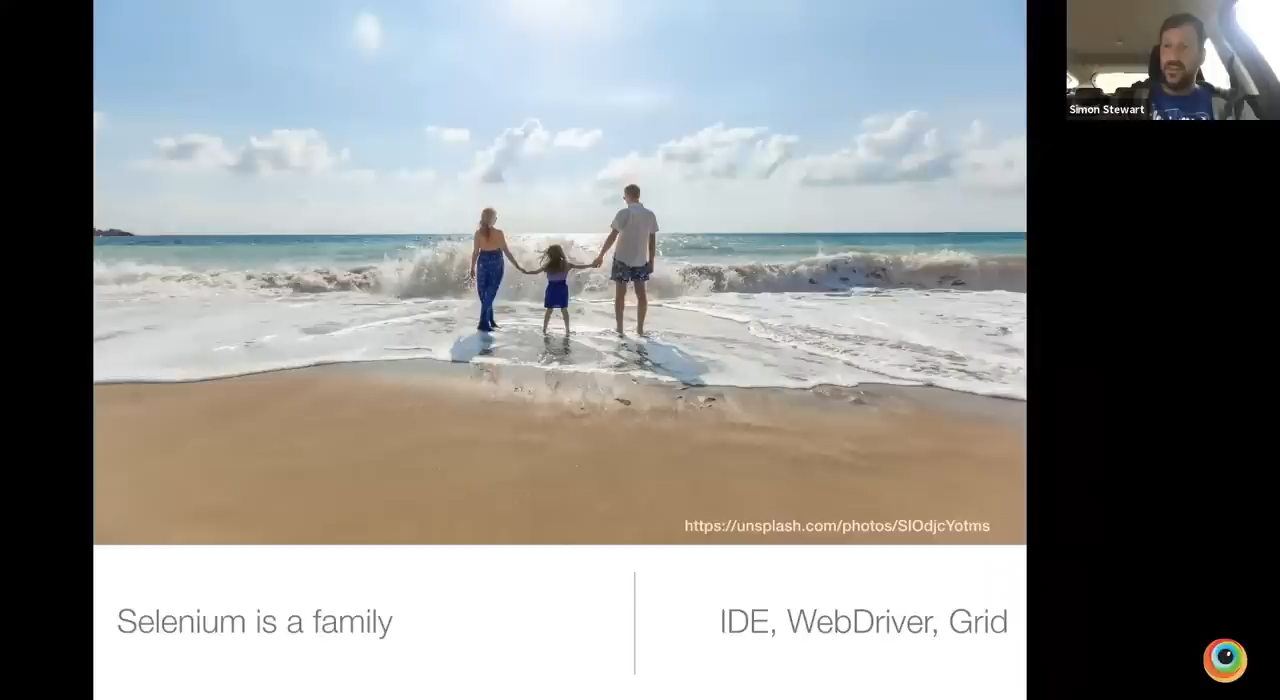 Simon Stewart
https://unsplash.com/photos/SIOdjcYotms
Selenium is a family
IDE, WebDriver, Grid